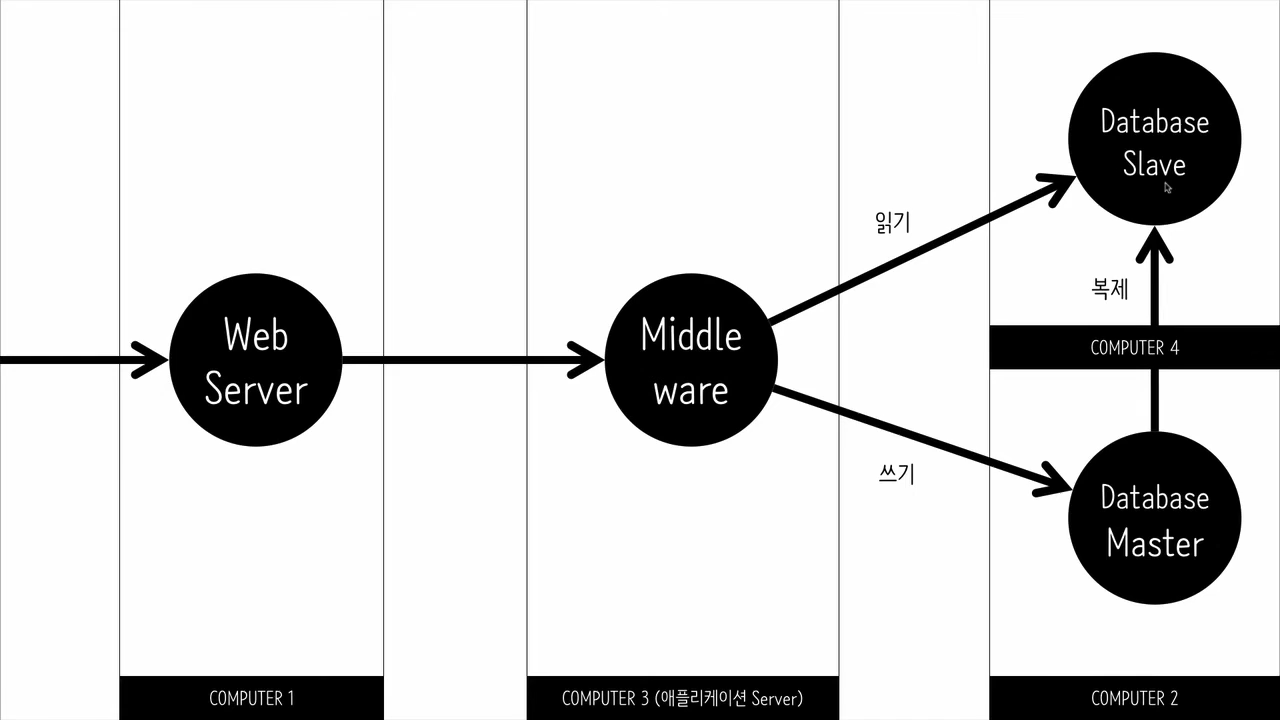 Database
Slave
읽기
복제
Web
Server
Middle
ware
COMPUTER 4
쓰기
Database
Master
COMPUTER 1
COMPUTER 3 (애플리케이션 Server)
COMPUTER 2